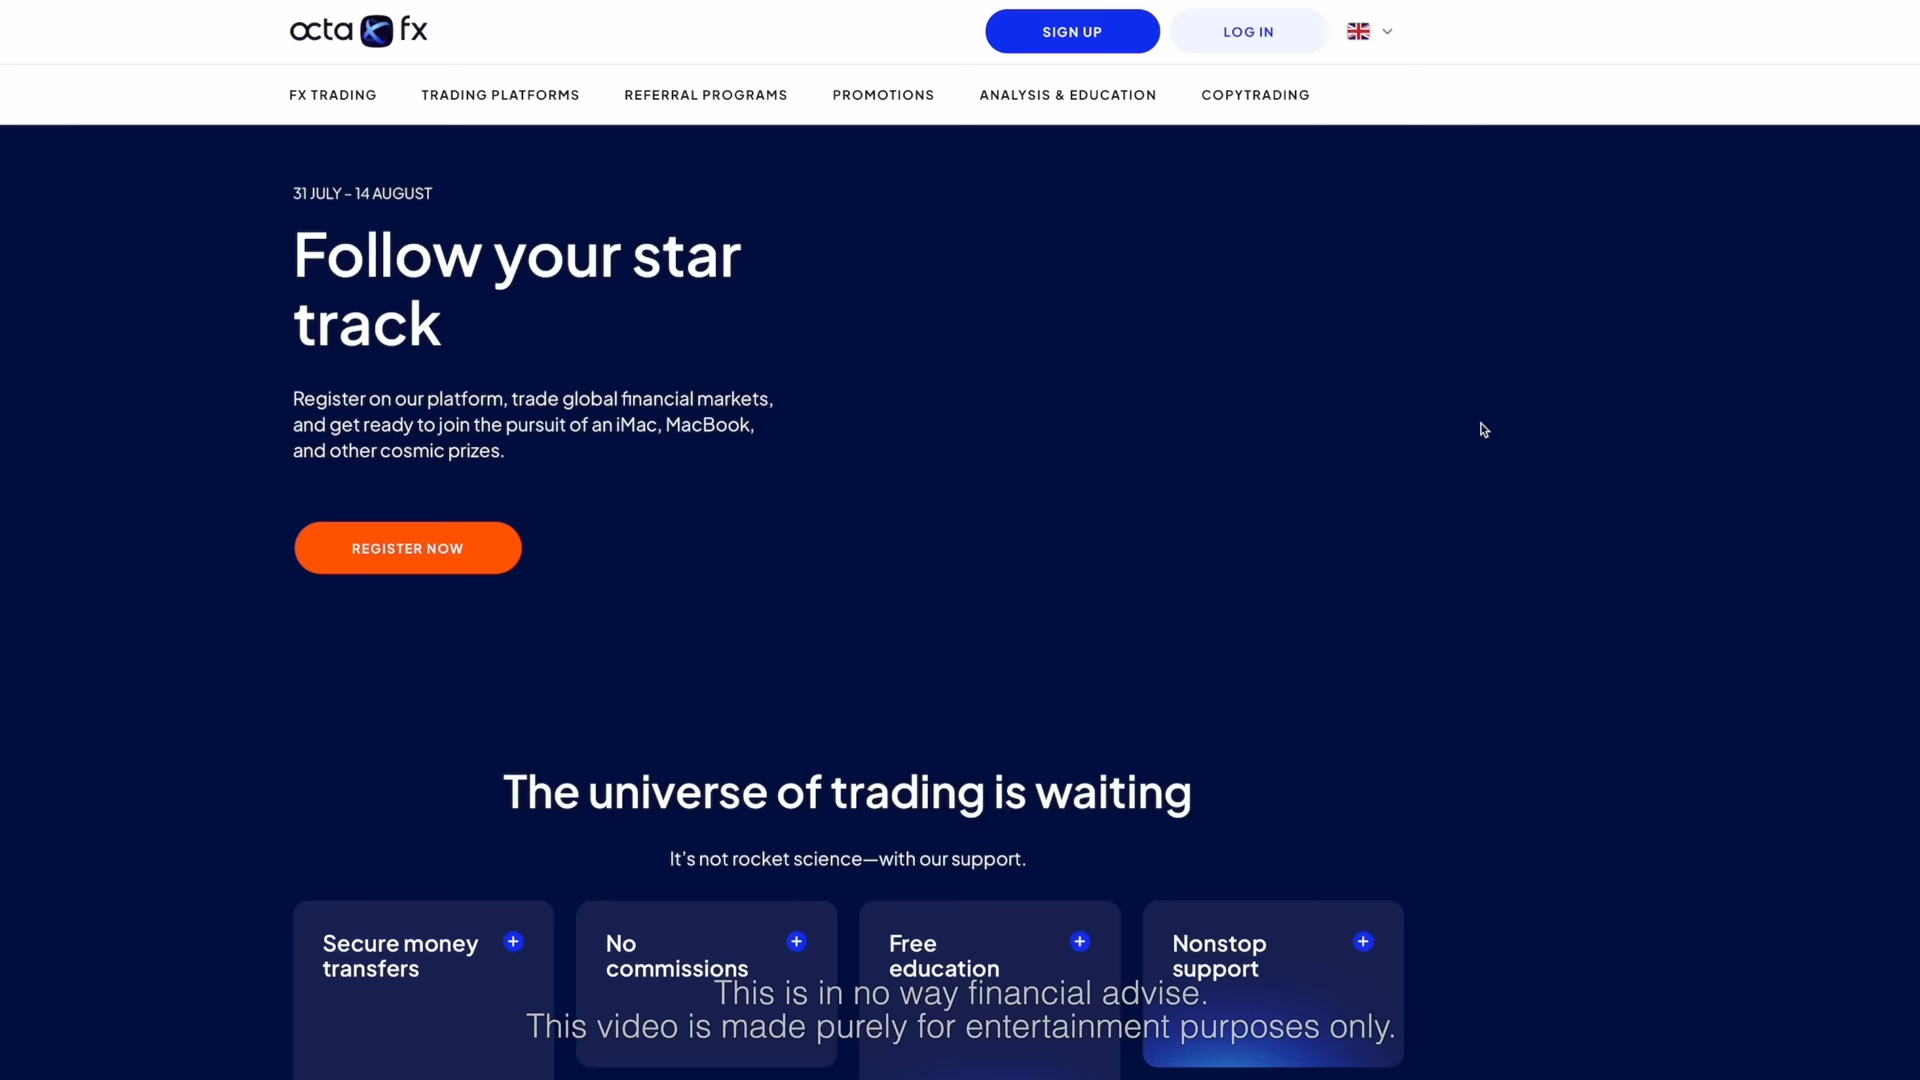 octa fx
SIGN UP
LOG IN
FX TRADING
TRADING PLATFORMS
REFERRAL PROGRAMS
PROMOTIONS
ANALYSIS & EDUCATION
COPYTRADING
31 JULY – 14 AUGUST
Follow your star
track
Register on our platform, trade global financial markets,
and get ready to join the pursuit of an iMac, MacBook,
and other cosmic prizes.
REGISTER NOW
The universe of trading is waiting
It's not rocket science—with our support.
Secure money
transfers
No
commissions
Free
education
Nonstop
support
This is in no way financial advise.
This video is made purely for entertainment purposes only.